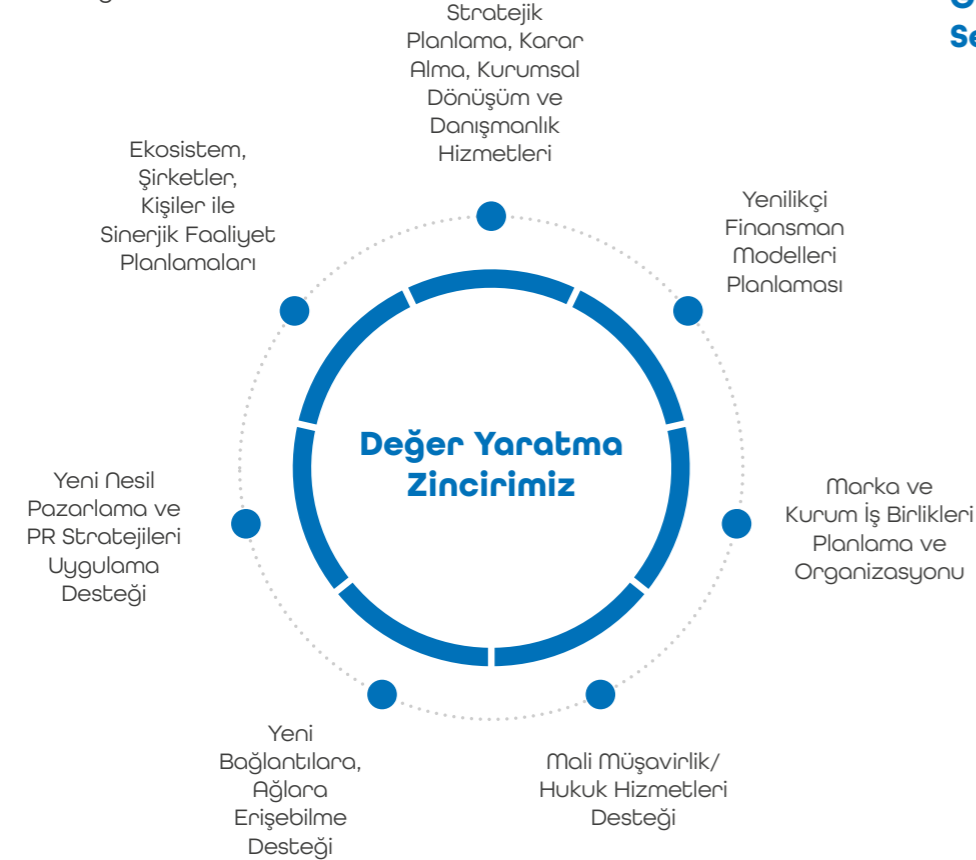 Stratejik
Planlama, Karar
Alma, Kurumsal
Dönüşüm ve
Danışmanlık
Hizmetleri
Yenilikçi
Finansman
Modelleri
Planlaması
Marka ve
Kurum İş Birlikleri
Planlama ve
Organizasyonu
Mali Müşavirlik/
Hukuk Hizmetleri
Desteği
Yeni
Bağlantılara,
Ağlara
Erişebilme
Desteği
Yeni Nesil
Pazarlama ve
PR Stratejileri
Uygulama
Desteği
Ekosistem,
Şirketler,
Kişiler ile
Sinerjik Faaliyet
Planlamaları
Değer Yaratma
Zincirimiz